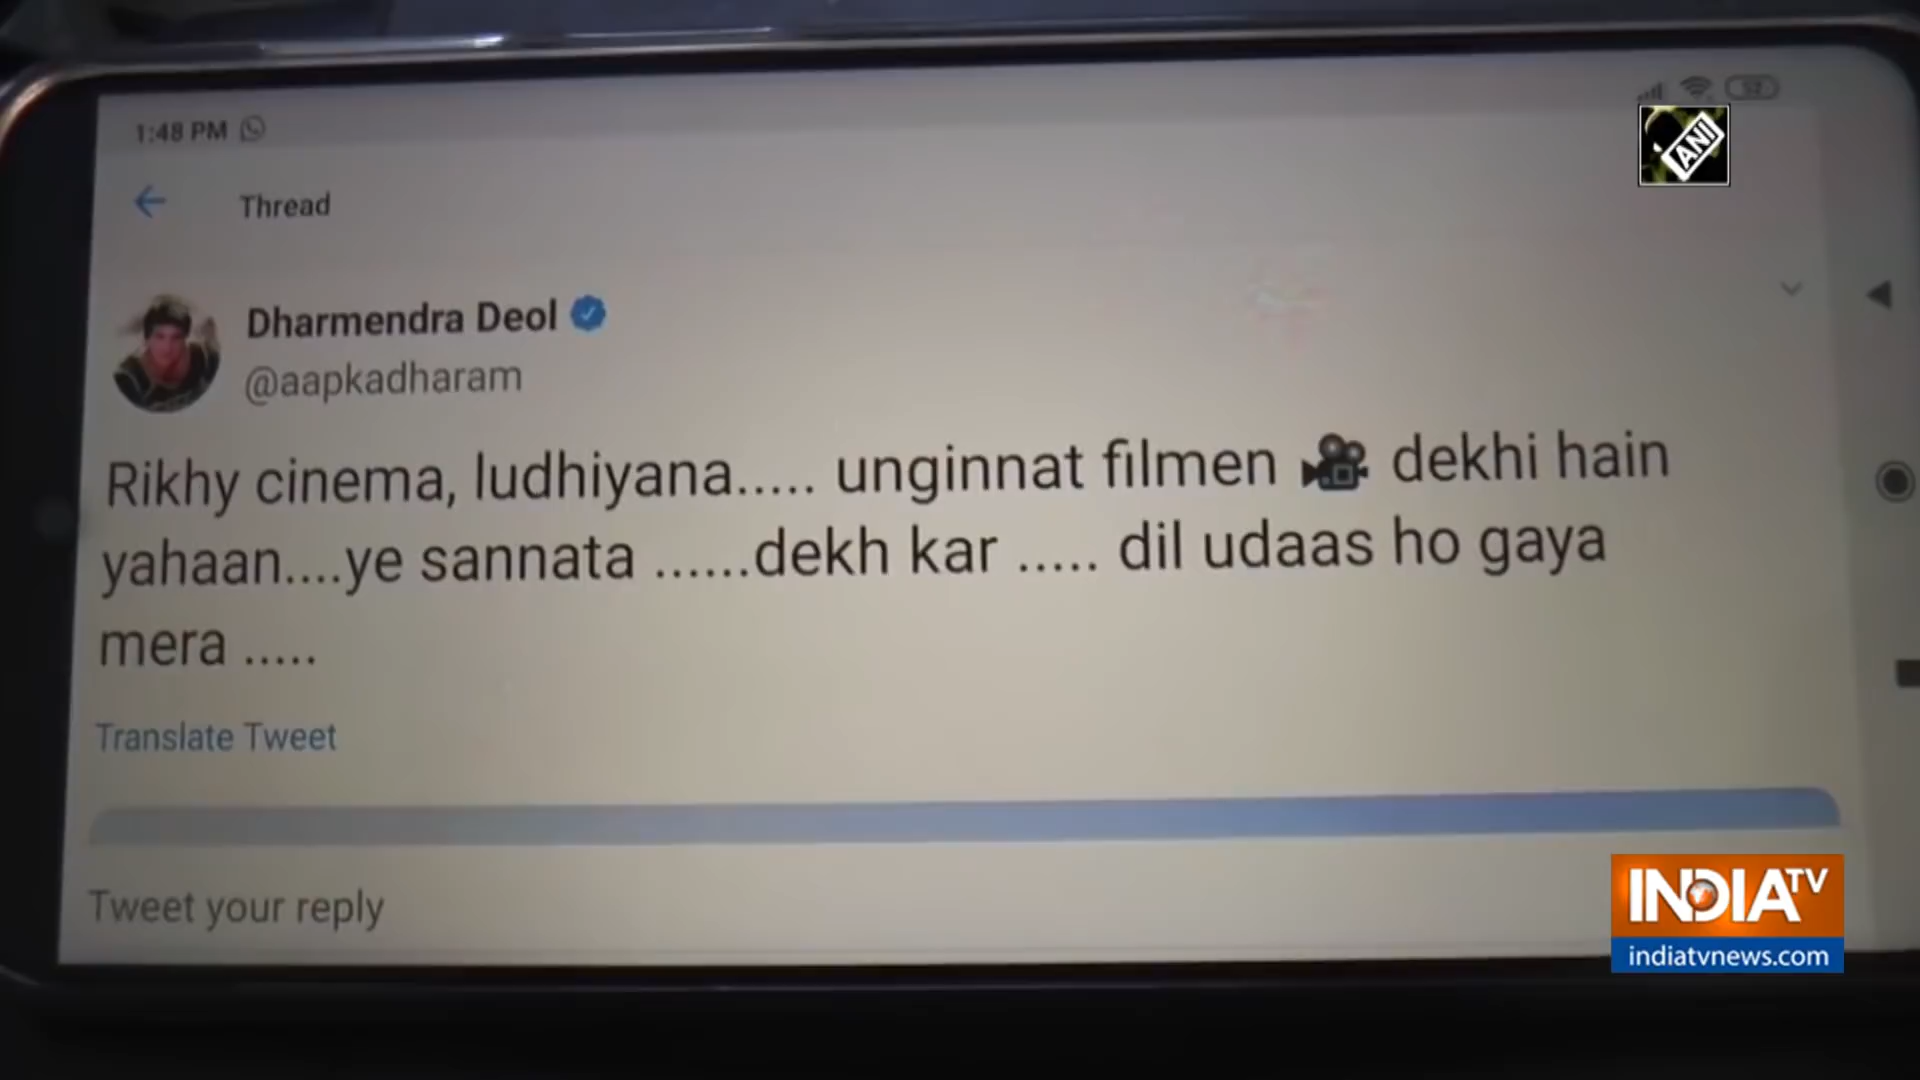 1:48 PM
Thread
ANI
Dharmendra Deol
@aapkadharam
Rikhy cinema, ludhiyana..... unginnat filmen 🎥 dekhi hain
yahaan....ye sannata ......dekh kar ..... dil udaas ho gaya
mera .....
Translate Tweet
Tweet your reply
INDIA TV
indiatvnews.com